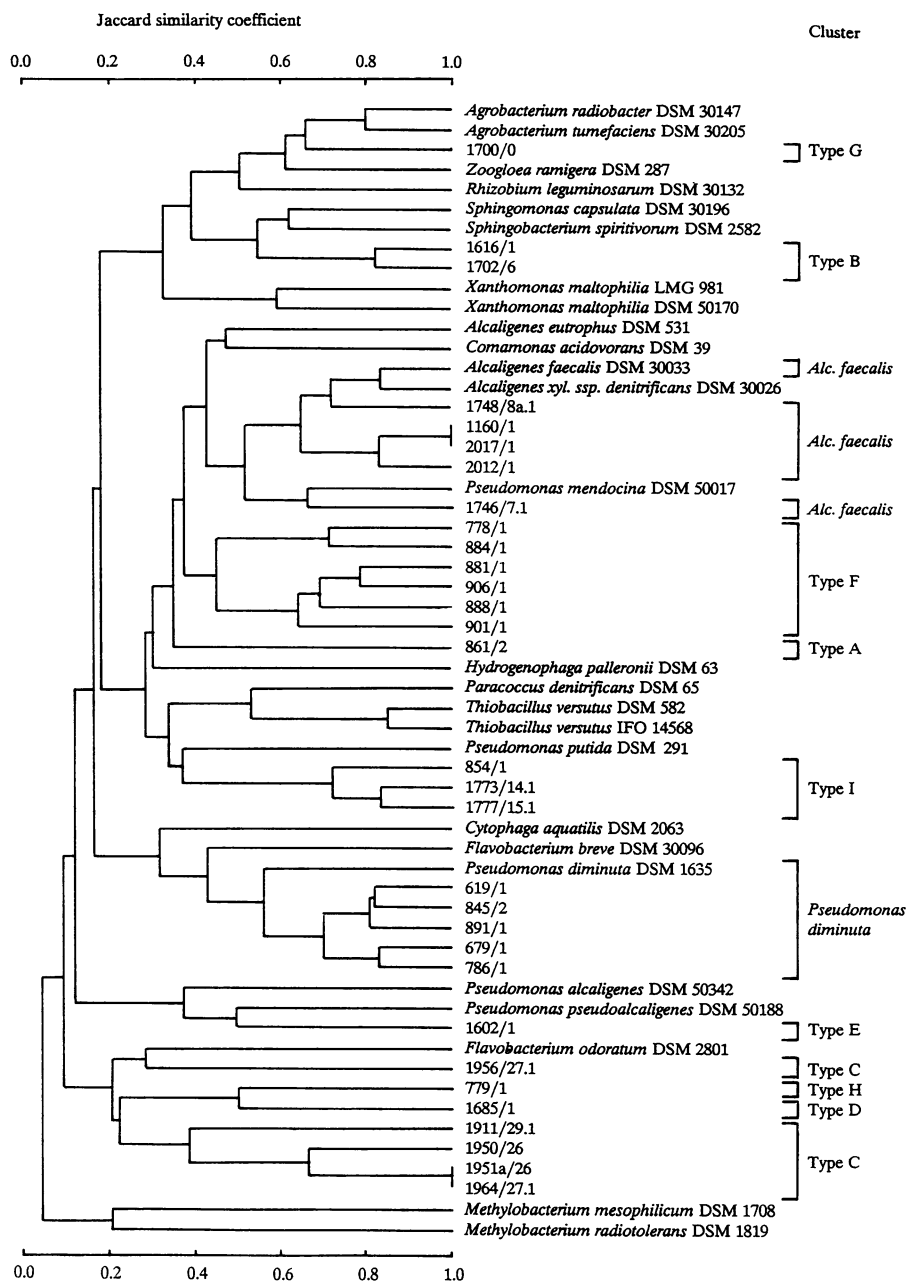 Jaccard similarity coefficient
Cluster
0.0 0.2 0.4 0.6 0.8 1.0
Agrobacterium radiobacter DSM 30147
Agrobacterium tumefaciens DSM 30205
1700/0 Type G
Zoogloea ramigera DSM 287
Rhizobium leguminosarum DSM 30132
Sphingomonas capsulata DSM 30196
Sphingobacterium spiritivorum DSM 2582
1616/1
Type B
1702/6
Xanthomonas maltophilia LMG 981
Xanthomonas maltophilia DSM 50170
Alcaligenes eutrophus DSM 531
Comamonas acidovorans DSM 39
Alcaligenes faecalis DSM 30033 Alc. faecalis
Alcaligenes xyl. ssp. denitrificans DSM 30026
1748/8a.1
1160/1
Alc. faecalis
2017/1
2012/1
Pseudomonas mendocina DSM 50017
1746/7.1 Alc. faecalis
778/1
884/1
881/1
Type F
906/1
888/1
901/1
861/2 Type A
Hydrogenophaga palleronii DSM 63
Paracoccus denitrificans DSM 65
Thiobacillus versutus DSM 582
Thiobacillus versutus IFO 14568
Pseudomonas putida DSM 291
854/1
1773/14.1 Type I
1777/15.1
Cytophaga aquatilis DSM 2063
Flavobacterium breve DSM 30096
Pseudomonas diminuta DSM 1635
619/1
845/2 Pseudomonas
891/1 diminuta
679/1
786/1
Pseudomonas alcaligenes DSM 50342
Pseudomonas pseudoalcaligenes DSM 50188
1602/1 Type E
Flavobacterium odoratum DSM 2801
1956/27.1 Type C
779/1 Type H
1685/1 Type D
1911/29.1
1950/26
Type C
1951a/26
1964/27.1
Methylobacterium mesophilicum DSM 1708
Methylobacterium radiotolerans DSM 1819
0.0 0.2 0.4 0.6 0.8 1.0